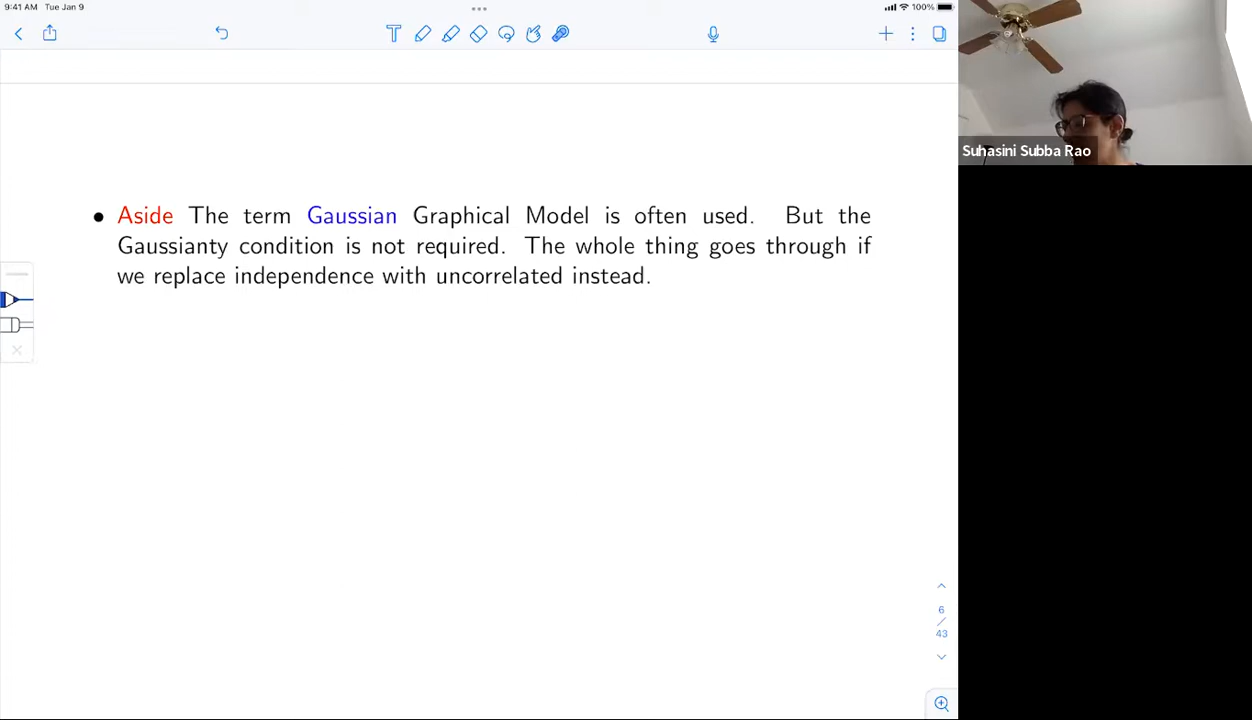 9:41 AM Tue Jan 9
100%
Suhasini Subba Rao
• Aside The term Gaussian Graphical Model is often used. But the
Gaussianty condition is not required. The whole thing goes through if
we replace independence with uncorrelated instead.
6
/
43